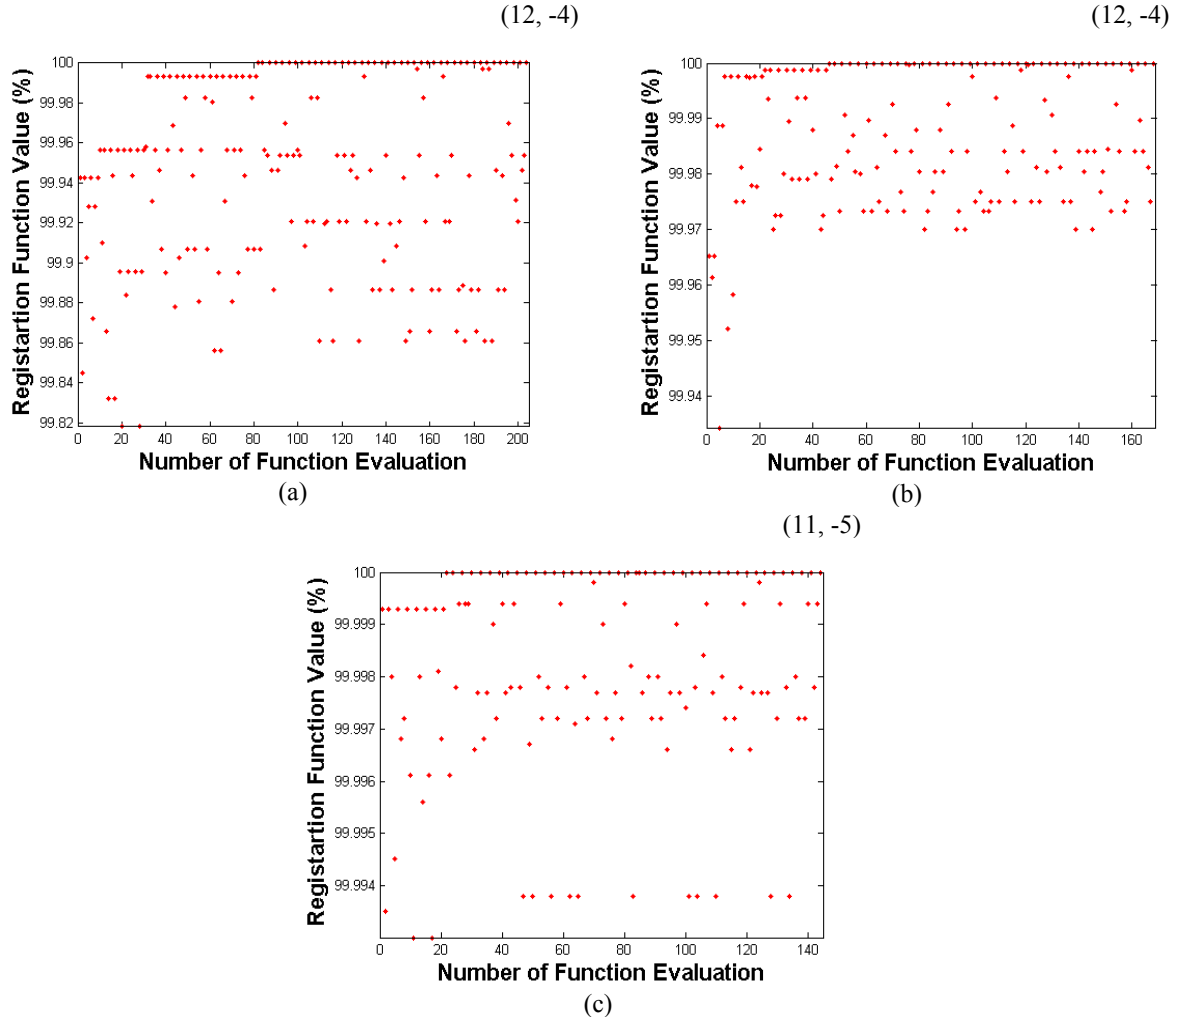 (12, -4) (12, -4)
100
99.98
99.96
99.94
99.92
99.9
99.88
99.86
99.84
99.82
Registartion Function Value (%)
0 20 40 60 80 100 120 140 160 180 200
Number of Function Evaluation
(a)
100
99.99
99.98
99.97
99.96
99.95
99.94
Registartion Function Value (%)
0 20 40 60 80 100 120 140 160
Number of Function Evaluation
(b)
(11, -5)
100
99.999
99.998
99.997
99.996
99.995
99.994
Registartion Function Value (%)
0 20 40 60 80 100 120 140
Number of Function Evaluation
(c)